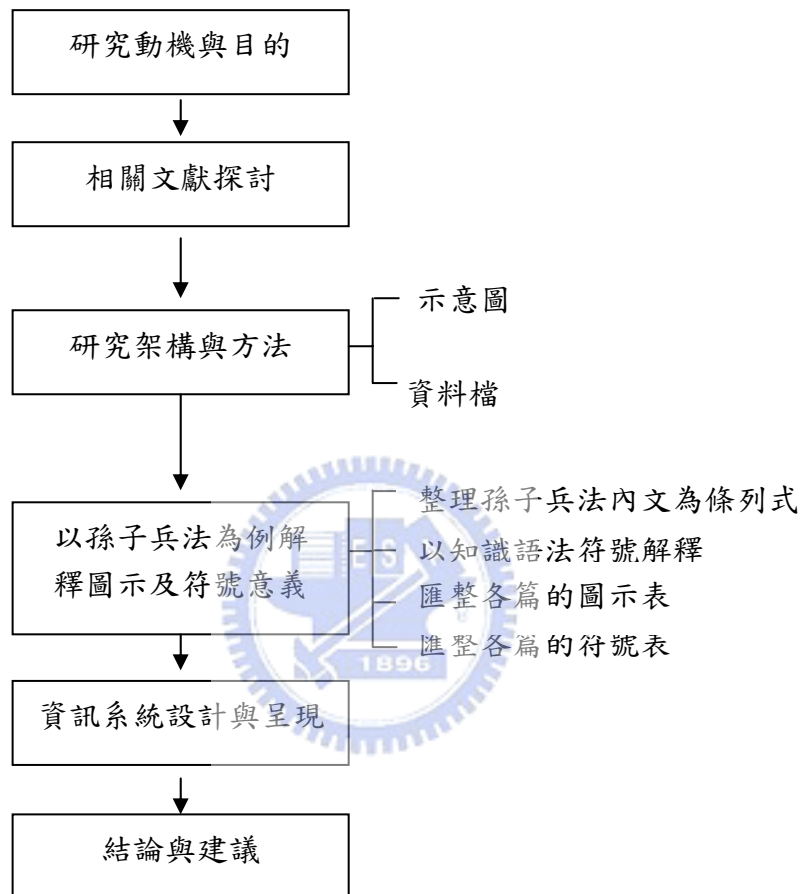 研究動機與目的
相關文獻探討
研究架構與方法
示意圖
資料檔
以孫子兵法為例解
釋圖示及符號意義
整理孫子兵法內文為條列式
以知識語法符號解釋
匯整各篇的圖示表
匯整各篇的符號表
資訊系統設計與呈現
結論與建議
ES
1896